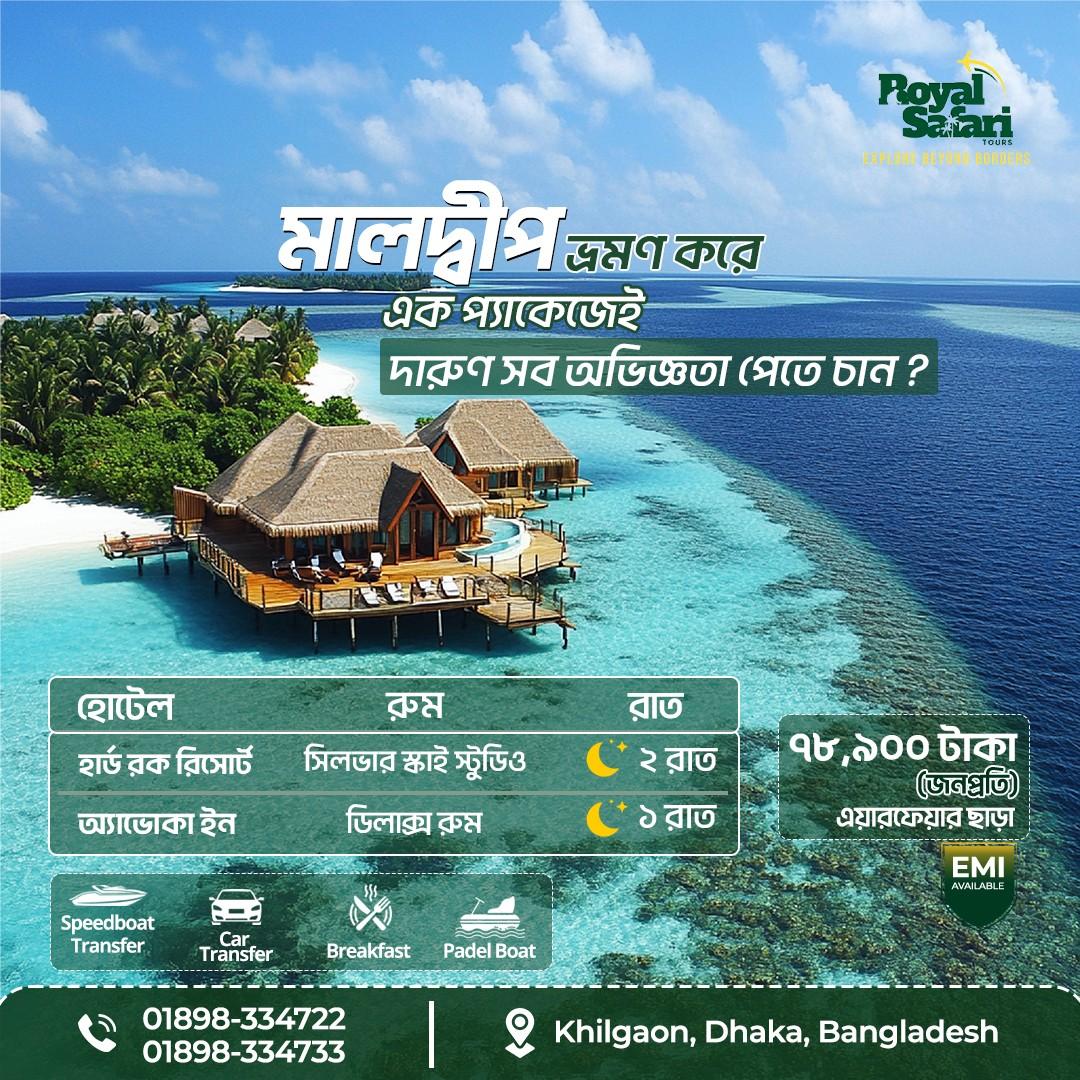 Royal
Safari
TOURS
EXPLORE BEYOND BORDERS
মালদ্বীপ ভ্রমণ করে
এক প্যাকেজেই
দারুণ সব অভিজ্ঞতা পেতে চান ?
হোটেল রুম রাত
হার্ড রক রিসোর্ট সিলভার স্কাই স্টুডিও ২ রাত
অ্যাভোকা ইন ডিলাক্স রুম ১ রাত
৭৮,৯০০ টাকা
(জনপ্রতি)
এয়ারফেয়ার ছাড়া
EMI
AVAILABLE
Speedboat
Transfer
Car
Transfer
Breakfast
Padel Boat
01898-334722
01898-334733
Khilgaon, Dhaka, Bangladesh